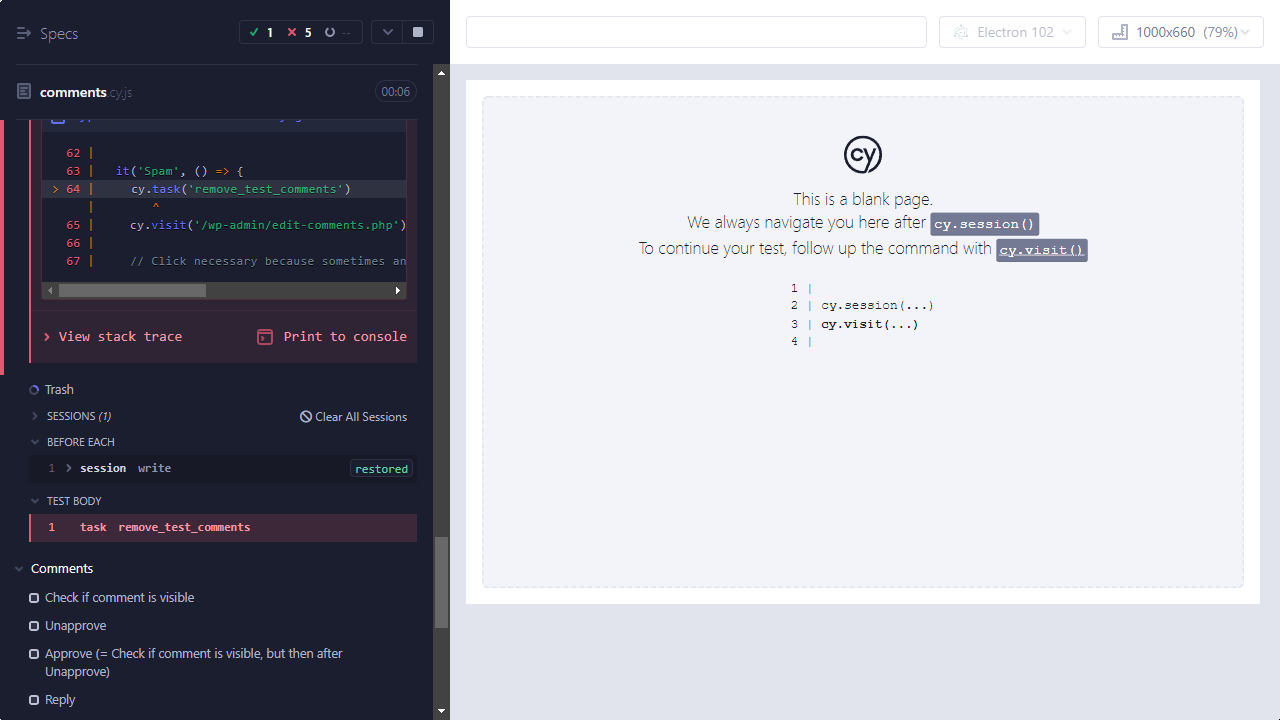 Specs
1 5 --
Electron 102
1000x660 (79%)
comments.cy.js
00:06
62 |
63 | it('Spam', () => {
> 64 | cy.task('remove_test_comments')
| ^
65 | cy.visit('/wp-admin/edit-comments.php')
66 |
67 | // Click necessary because sometimes an
View stack trace
Print to console
Trash
SESSIONS (1)
Clear All Sessions
BEFORE EACH
1 session write restored
TEST BODY
1 task remove_test_comments
Comments
Check if comment is visible
Unapprove
Approve (= Check if comment is visible, but then after
Unapprove)
Reply
cy
This is a blank page.
We always navigate you here after cy.session()
To continue your test, follow up the command with cy.visit()
1 |
2 | cy.session(...)
3 | cy.visit(...)
4 |